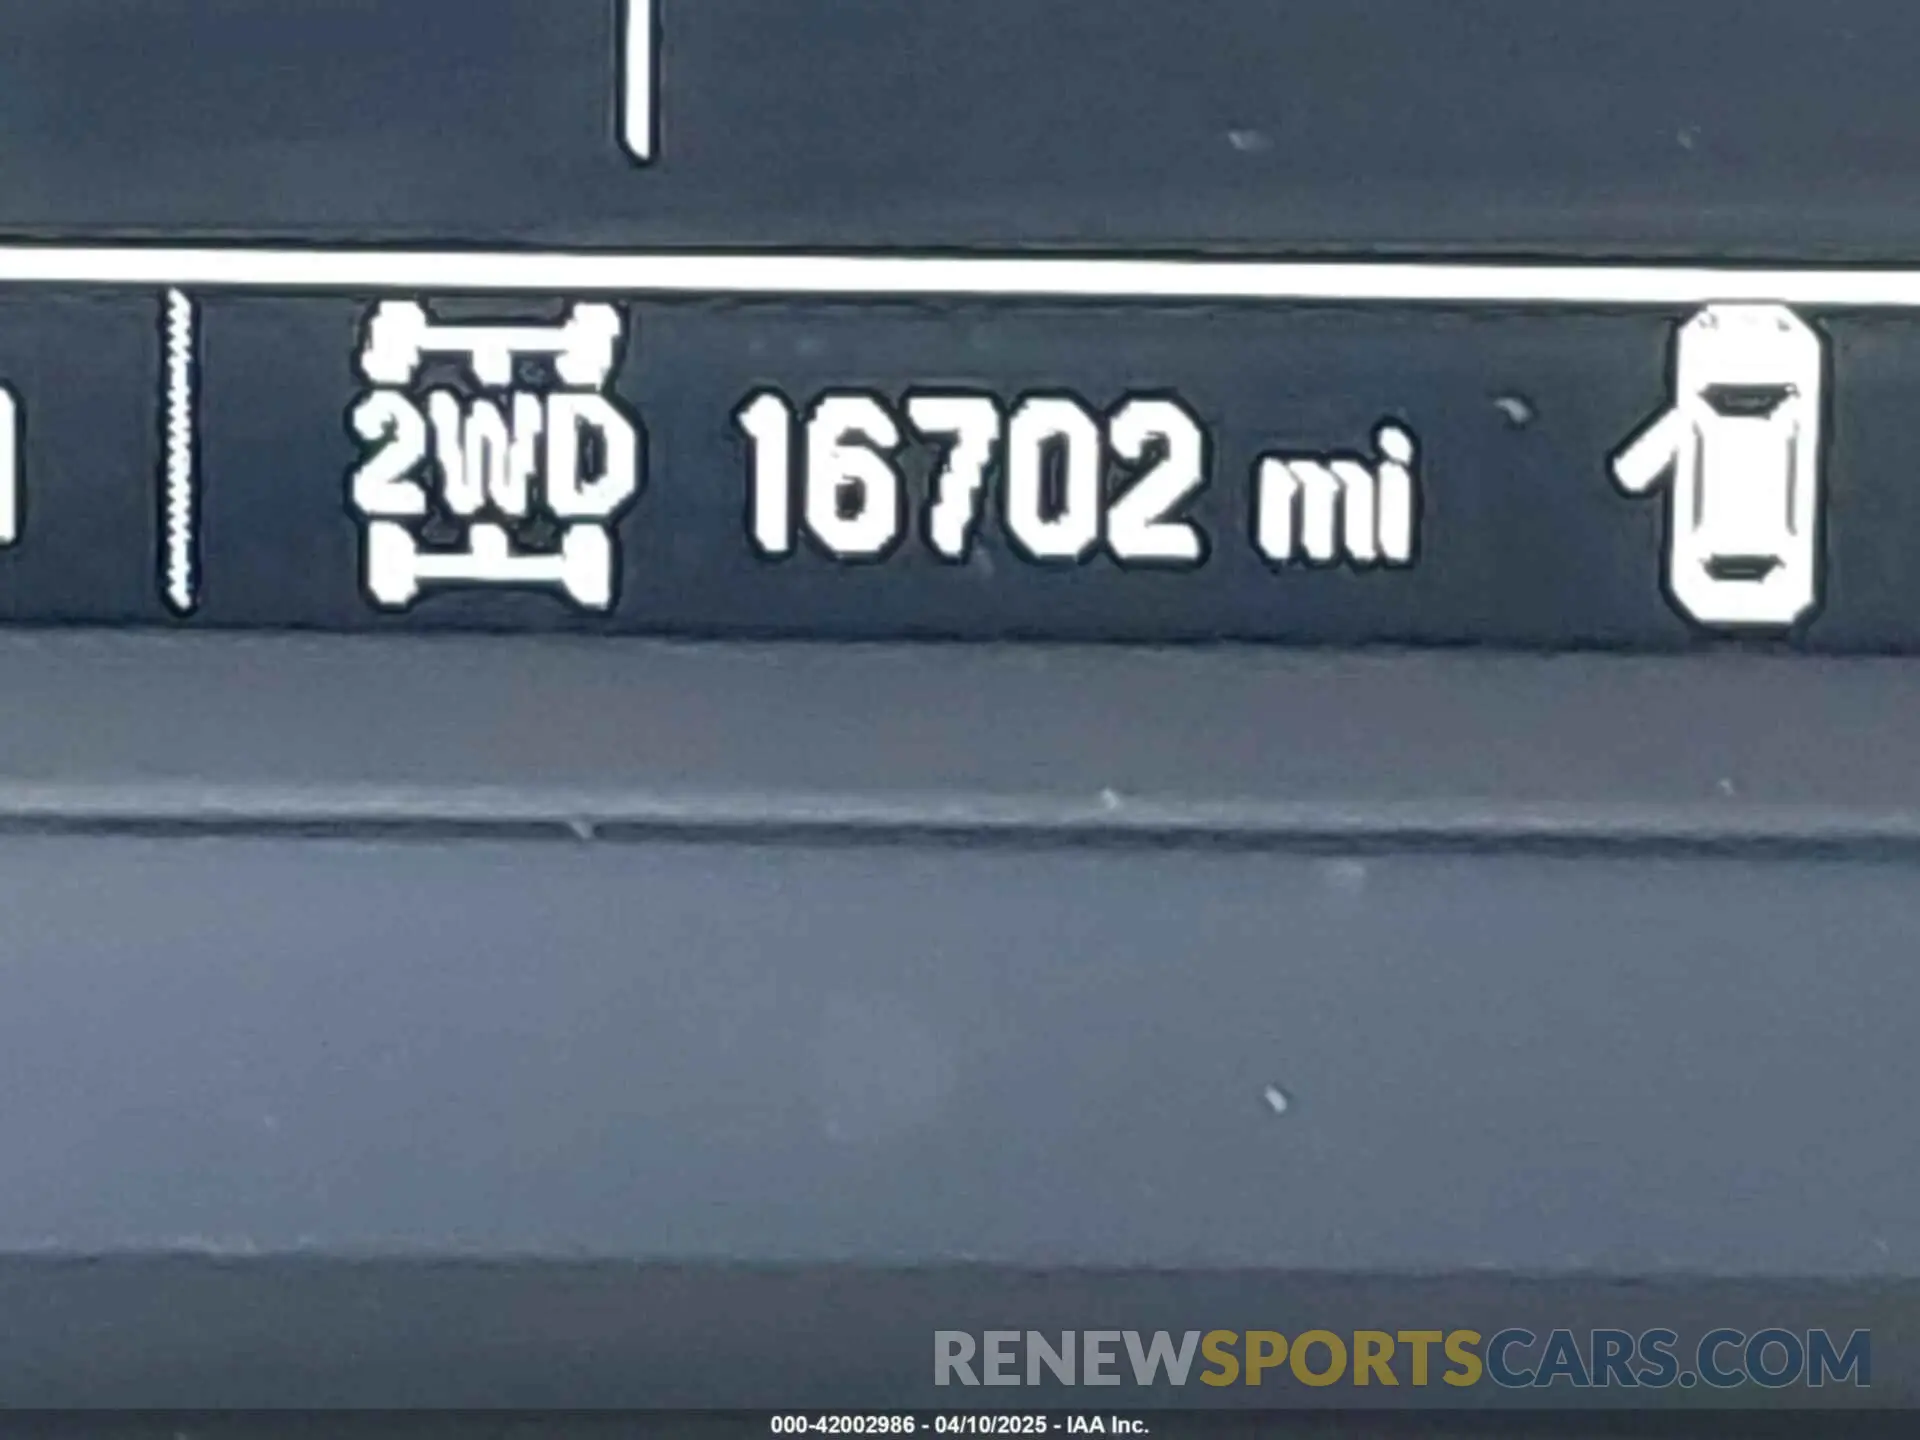 2WD
16702 mi
RENEWSPORTSCARS.COM
000-42002986 - 04/10/2025 - IAA Inc.